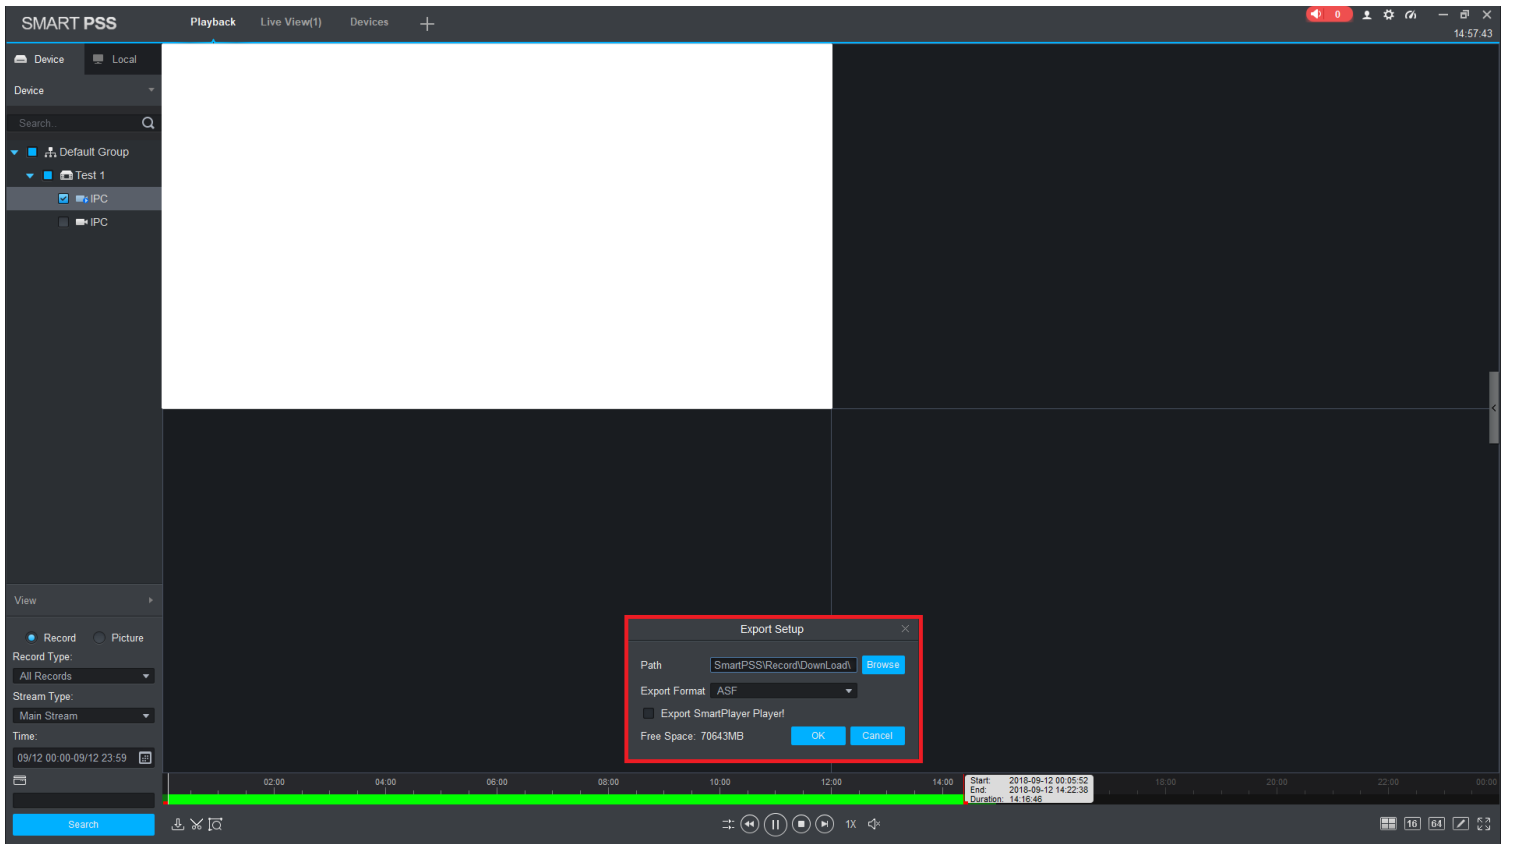 SMART PSS
Playback
Live View(1)
Devices
0
14:57:43
Device
Local
Device
Search..
Default Group
Test 1
IPC
IPC
View
Record
Picture
Record Type:
All Records
Stream Type:
Main Stream
Time:
09/12 00:00-09/12 23:59
Search
Export Setup
Path
SmartPSS\Record\DownLoad\
Browse
Export Format
ASF
Export SmartPlayer Player!
Free Space: 70643MB
OK
Cancel
02:00
04:00
06:00
08:00
10:00
12:00
14:00
Start: 2018-09-12 00:05:52
End: 2018-09-12 14:22:38
Duration: 14:16:46
18:00
20:00
22:00
00:00
1X
16
64